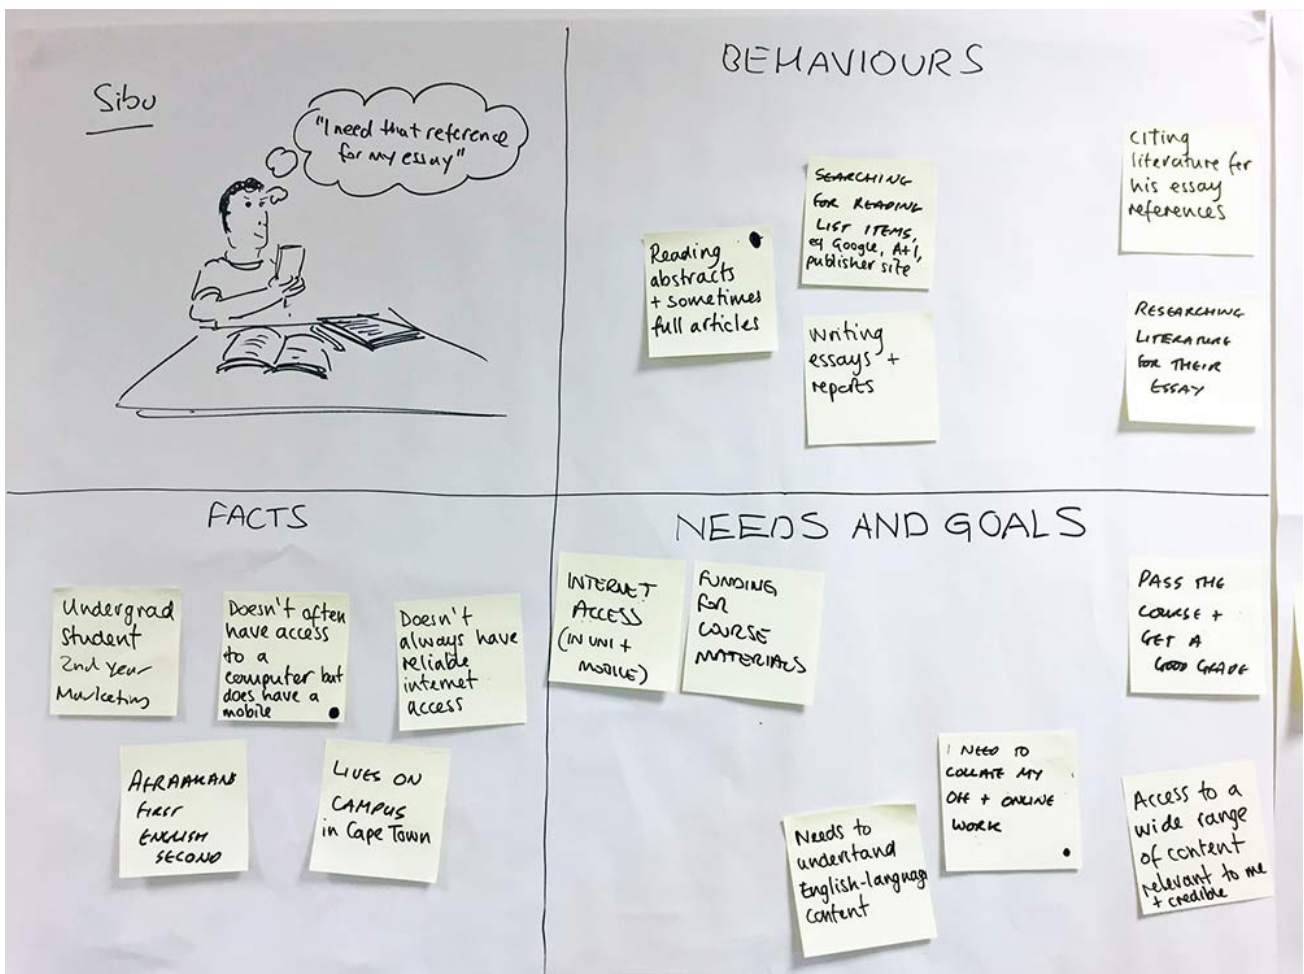 Sibu
"I need that reference
for my essay"
BEHAVIOURS
Reading
abstracts
+ sometimes
full articles
SEARCHING
FOR READING
LIST ITEMS,
eg Google, A+I,
publisher site
Writing
essays +
reports
Citing
literature for
his essay
references
RESEARCHING
LITERATURE
FOR THEIR
ESSAY
FACTS
Undergrad
student
2nd year
Marketing
Doesn't often
have access
to a
computer but
does have a
mobile
Doesn't
always have
reliable
internet
access
AFRAAKANS
FIRST
ENGLISH
SECOND
LIVES ON
CAMPUS
in Cape Town
NEEDS AND GOALS
INTERNET
ACCESS
(IN UNI +
MOBILE)
FUNDING
FOR
COURSE
MATERIALS
PASS THE
COURSE +
GET A
GOOD GRADE
Needs to
understand
English-language
content
I NEED TO
COLLATE MY
OFF + ONLINE
WORK
Access to a
wide range
of content
relevant to me
+ credible